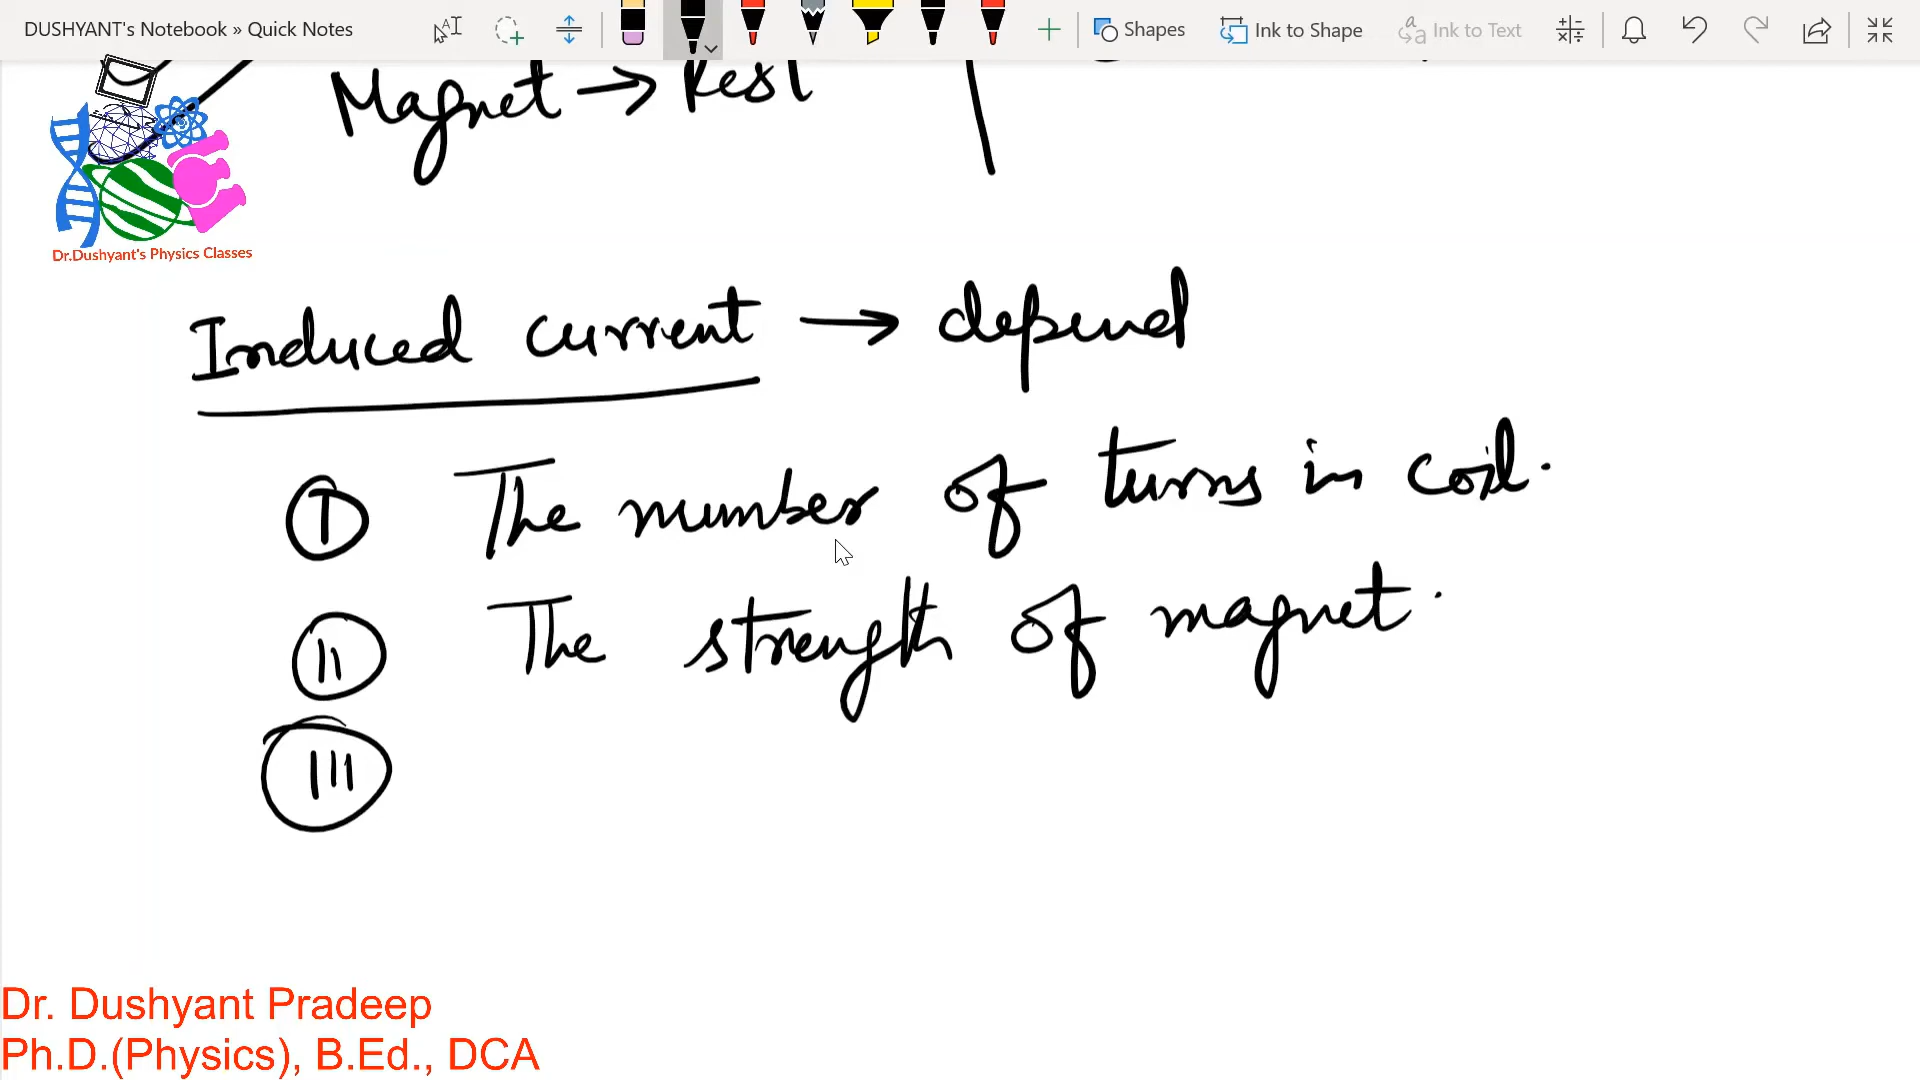 DUSHYANT's Notebook » Quick Notes
Shapes
Ink to Shape
Ink to Text
Magnet → Rest
Dr.Dushyant's Physics Classes
Induced current → depend
I The number of turns in coil.
II The strength of magnet.
III
Dr. Dushyant Pradeep
Ph.D.(Physics), B.Ed., DCA